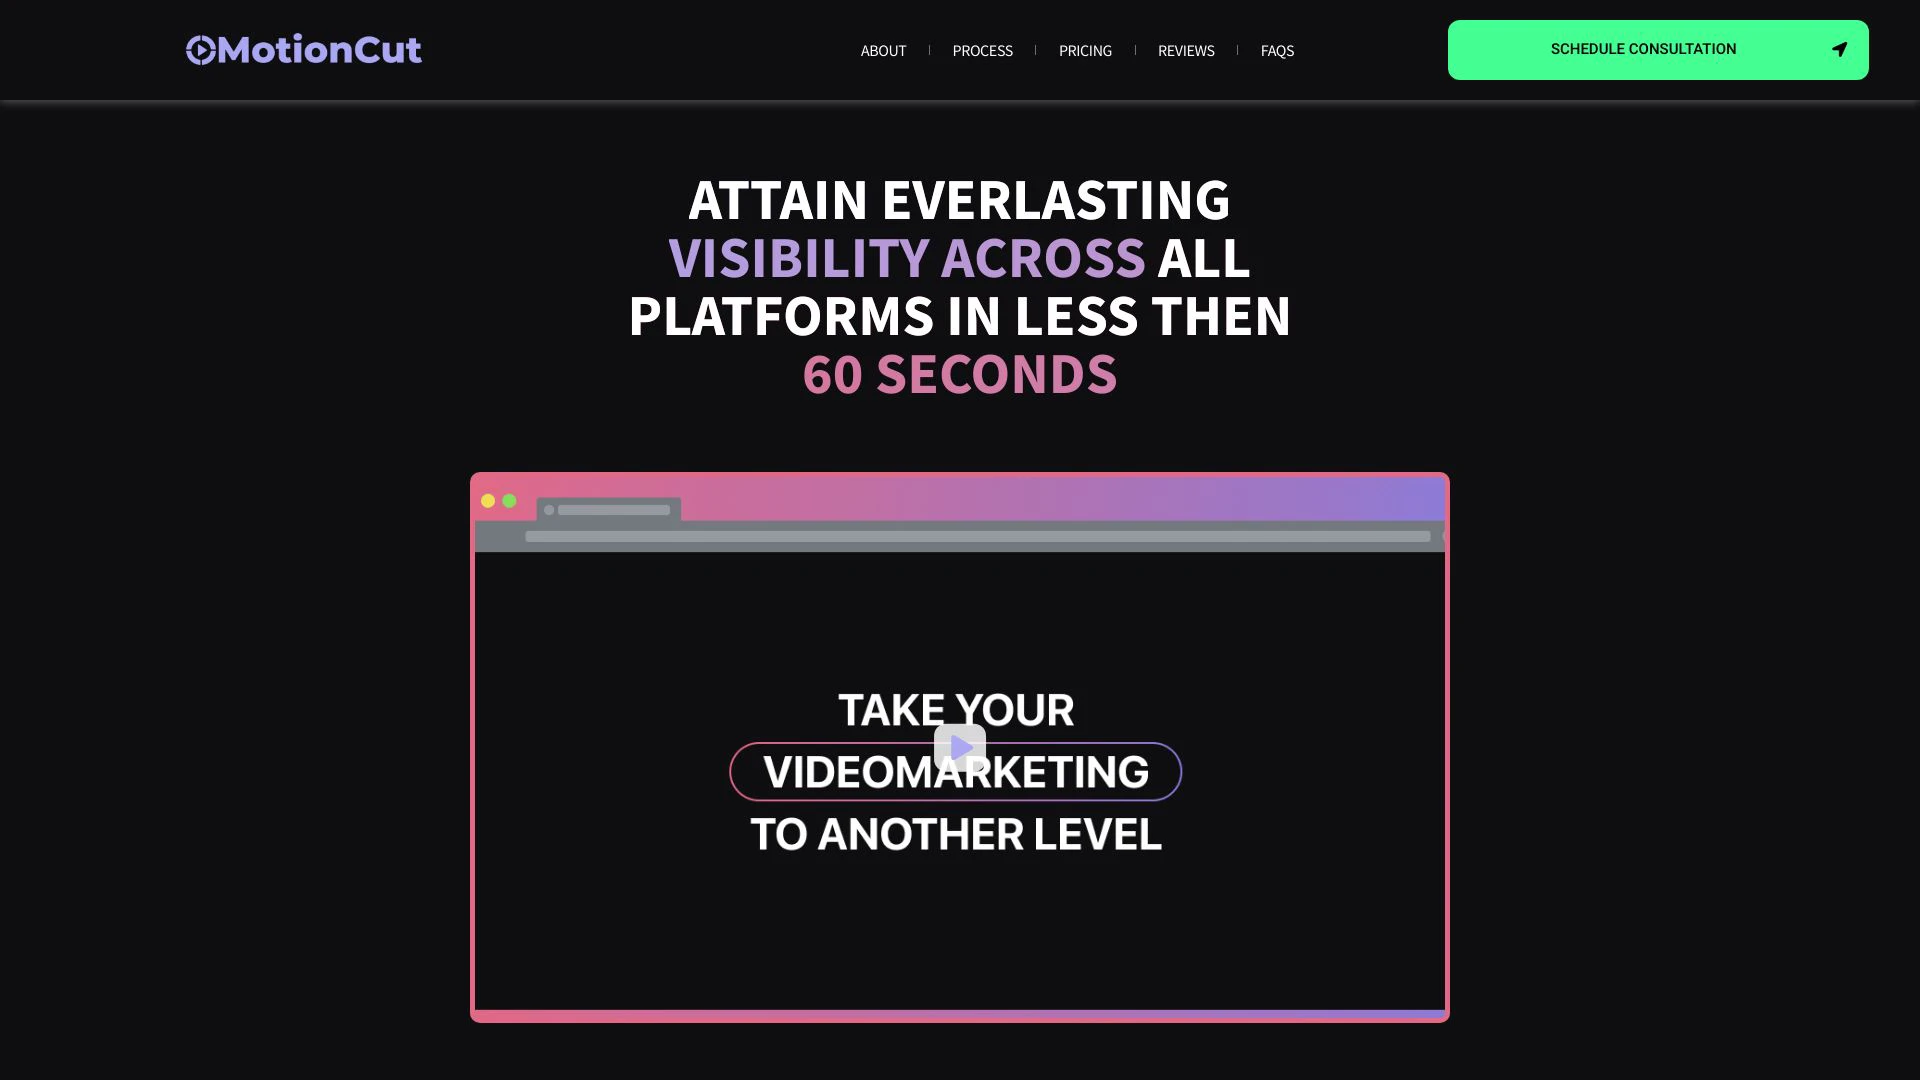 MotionCut
ABOUT
PROCESS
PRICING
REVIEWS
FAQS
SCHEDULE CONSULTATION
ATTAIN EVERLASTING
VISIBILITY ACROSS ALL
PLATFORMS IN LESS THEN
60 SECONDS
TAKE YOUR
VIDEOMARKETING
TO ANOTHER LEVEL